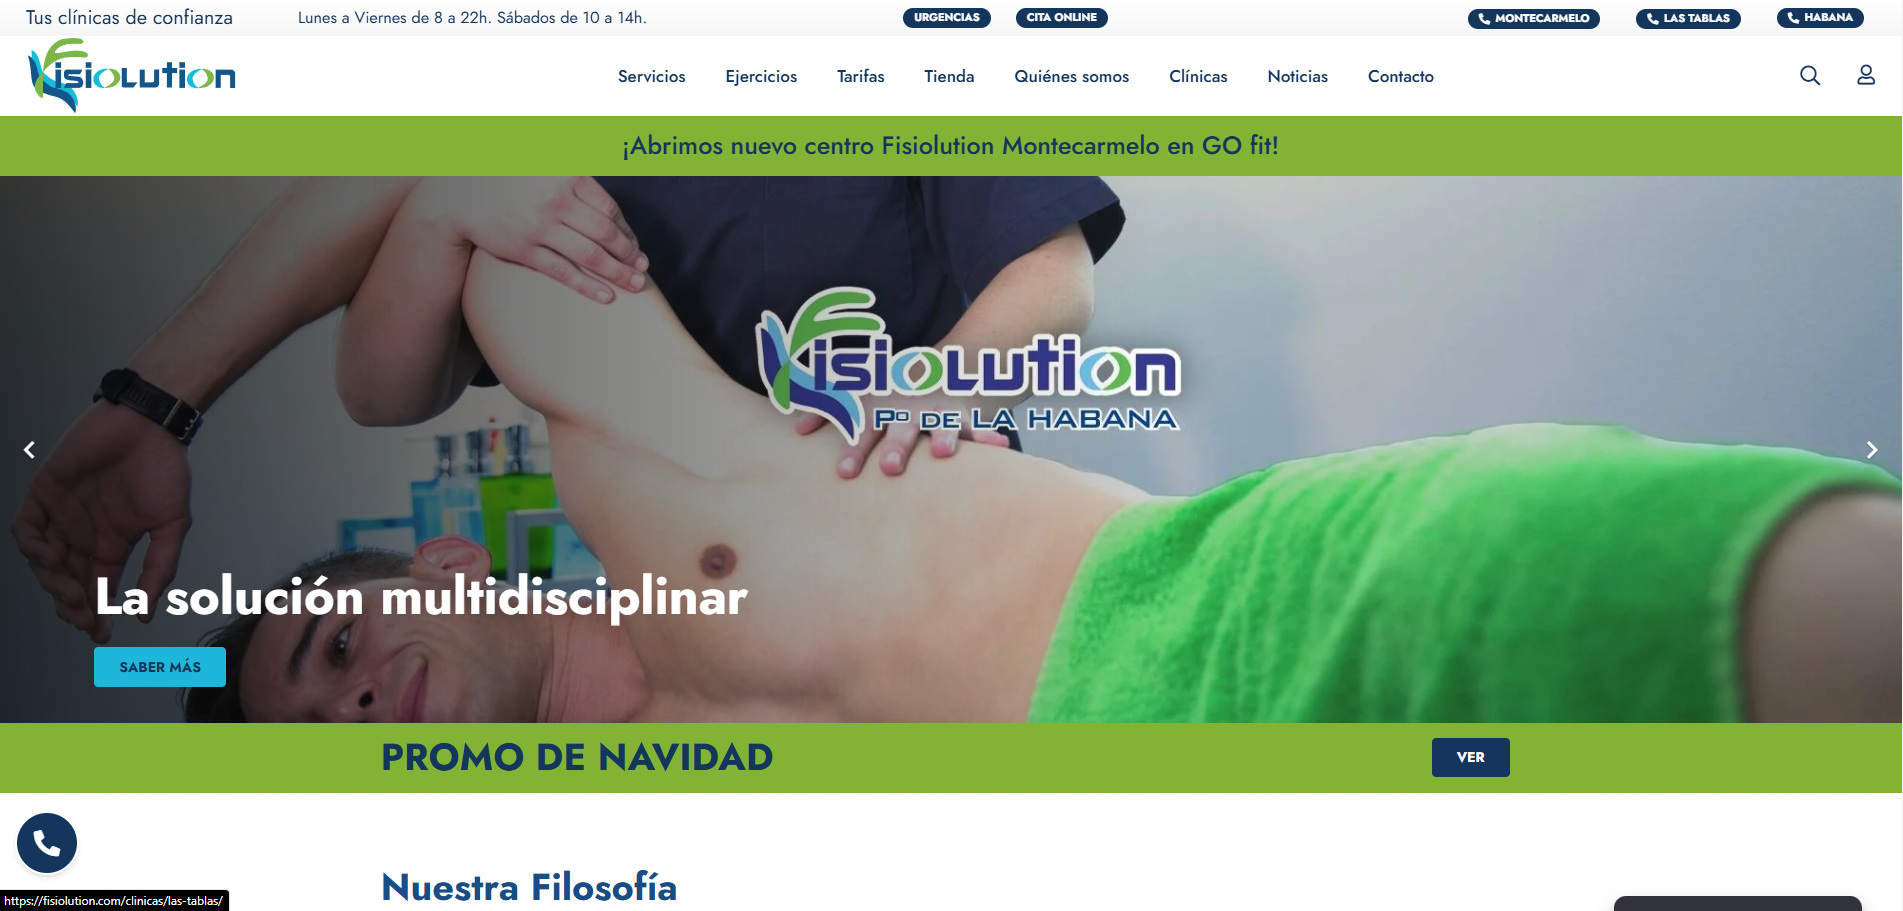 Tus clínicas de confianza
Lunes a Viernes de 8 a 22h. Sábados de 10 a 14h.
URGENCIAS
CITA ONLINE
MONTECARMELO
LAS TABLAS
HABANA
Fisiolution
Servicios
Ejercicios
Tarifas
Tienda
Quiénes somos
Clínicas
Noticias
Contacto
¡Abrimos nuevo centro Fisiolution Montecarmelo en GO fit!
Fisiolution
Pº DE LA HABANA
La solución multidisciplinar
SABER MÁS
PROMO DE NAVIDAD
VER
Nuestra Filosofía
https://fisiolution.com/clinicas/las-tablas/